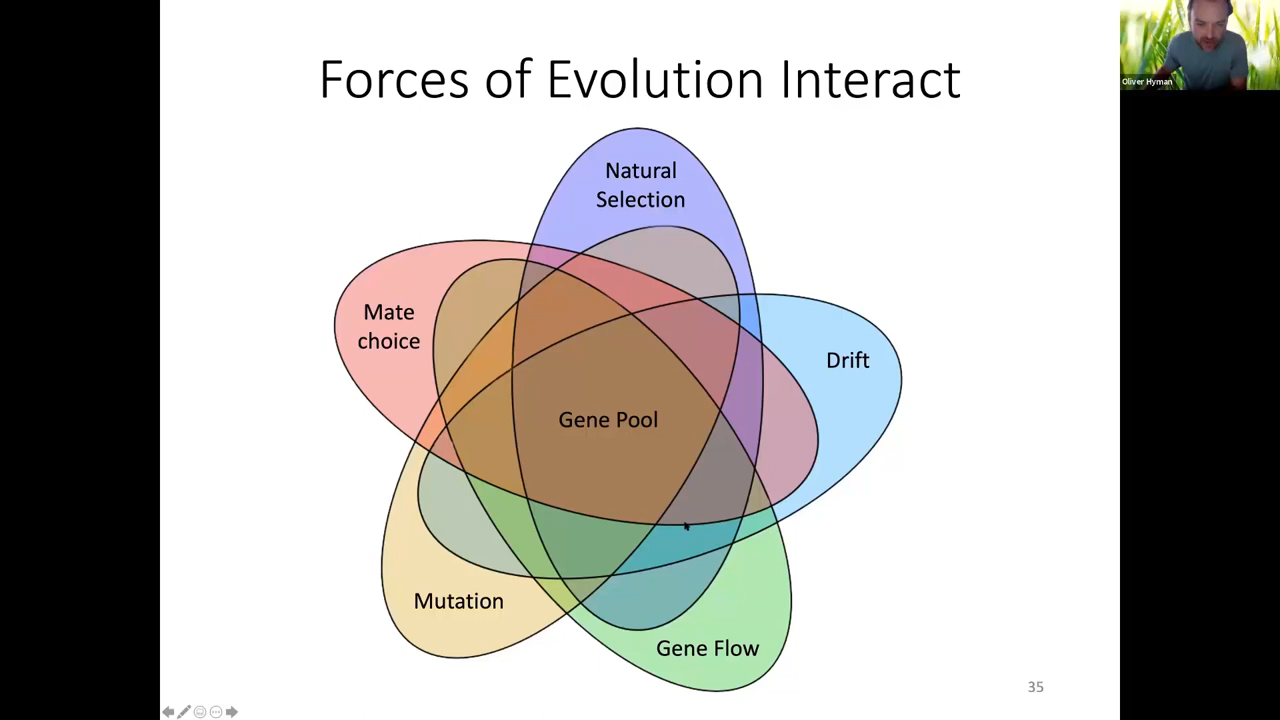 Forces of Evolution Interact
Oliver Hyman
Natural
Selection
Mate
choice
Drift
Gene Pool
Mutation
Gene Flow
35